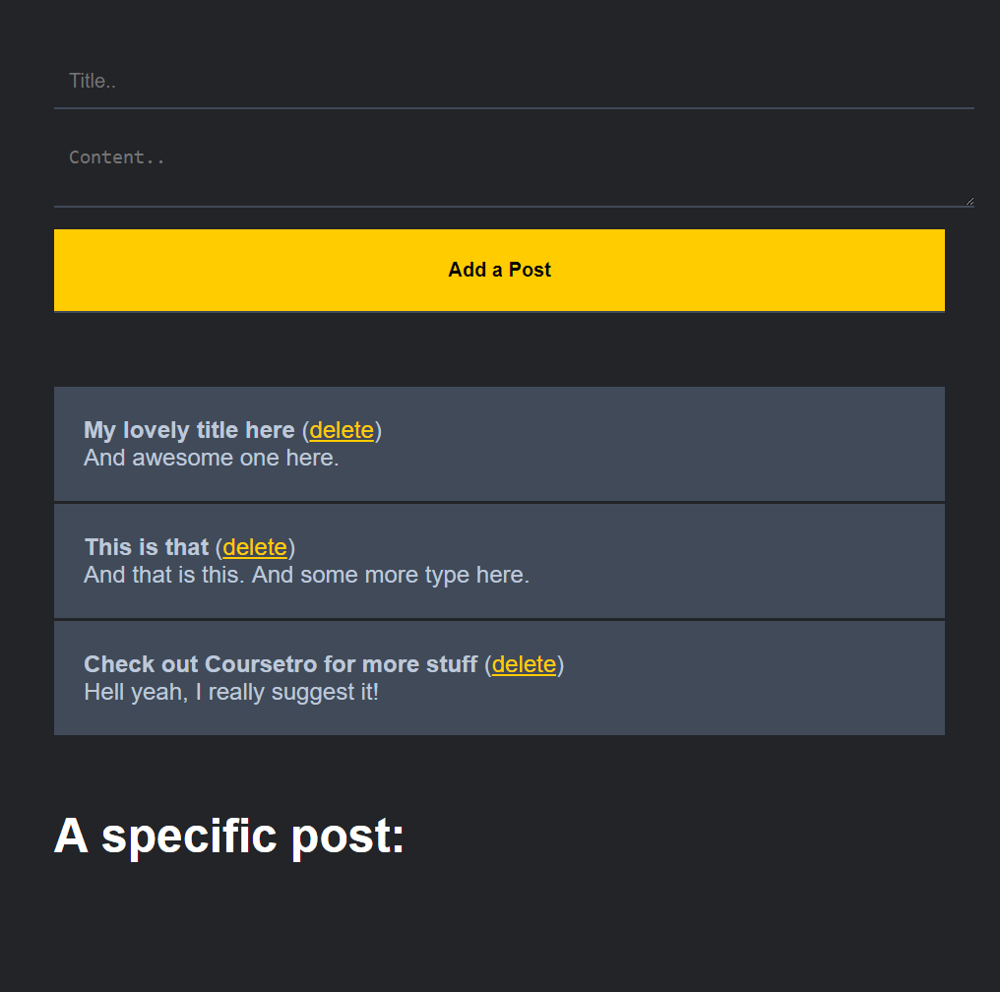 Title..
Content..
Add a Post
My lovely title here (delete)
And awesome one here.
This is that (delete)
And that is this. And some more type here.
Check out Coursetro for more stuff (delete)
Hell yeah, I really suggest it!
A specific post: